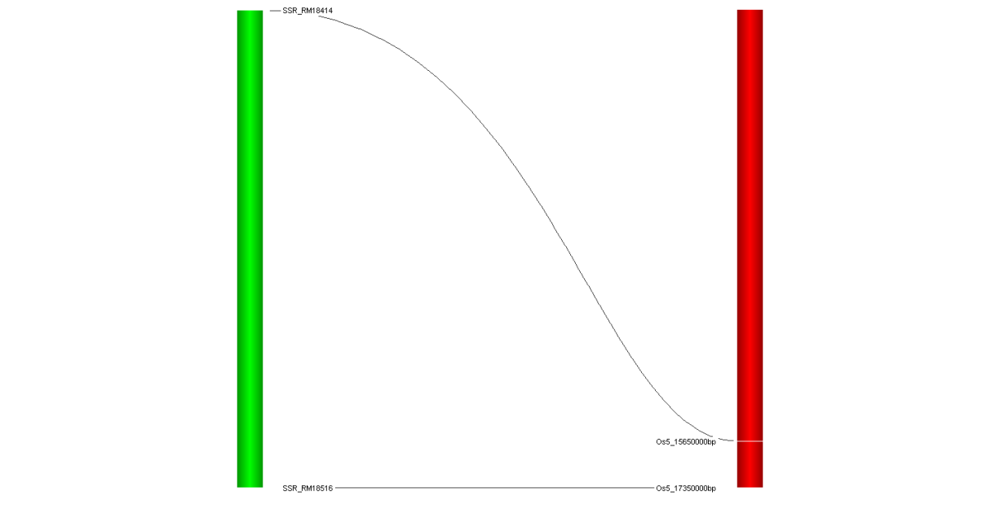 SSR_RM18414
Os5_15650000bp
SSR_RM18516
Os5_17350000bp